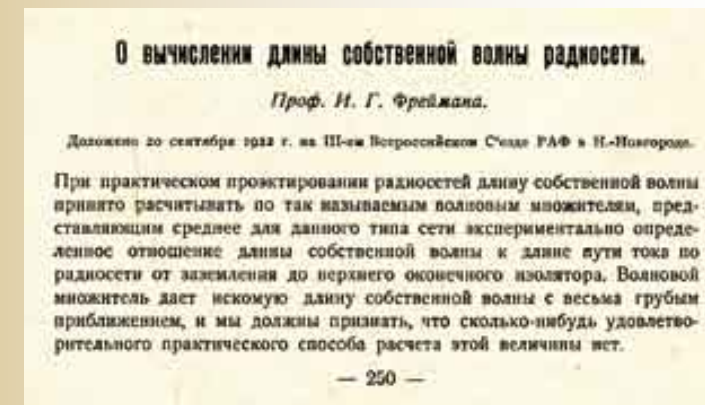 О вычислении длины собственной волны радиосети.
Проф. И. Г. Фреймана.
Доложено 20 сентября 1922 г. на III-ем Всероссийском С'езде РАФ в Н.-Новгороде.
При практическом проэктировании радиосетей длину собственной волны
принято расчитывать по так называемым волновым множителям, пред-
ставляющим среднее для данного типа сети экспериментально опреде-
ленное отношение длины собственной волны к длине пути тока по
радиосети от заземления до верхнего оконечного изолятора. Волновой
множитель дает искомую длину собственной волны с весьма грубым
приближением, и мы должны признать, что сколько-нибудь удовлетво-
рительного практического способа расчета этой величины нет.
— 250 —